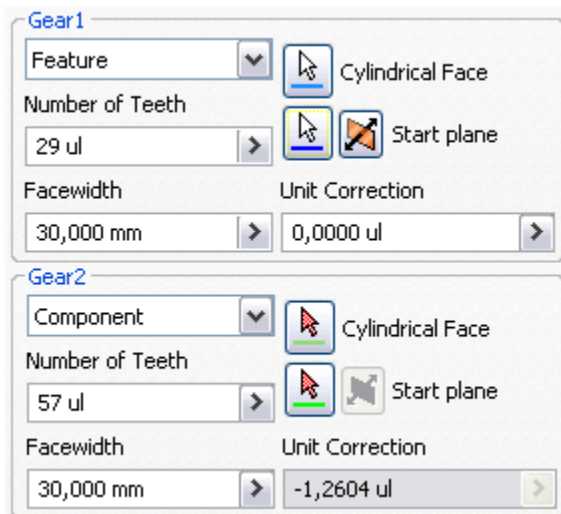 Gear1
Feature
Cylindrical Face
Number of Teeth
29 ul
Start plane
Facewidth
Unit Correction
30,000 mm
0,0000 ul
Gear2
Component
Cylindrical Face
Number of Teeth
57 ul
Start plane
Facewidth
Unit Correction
30,000 mm
-1,2604 ul